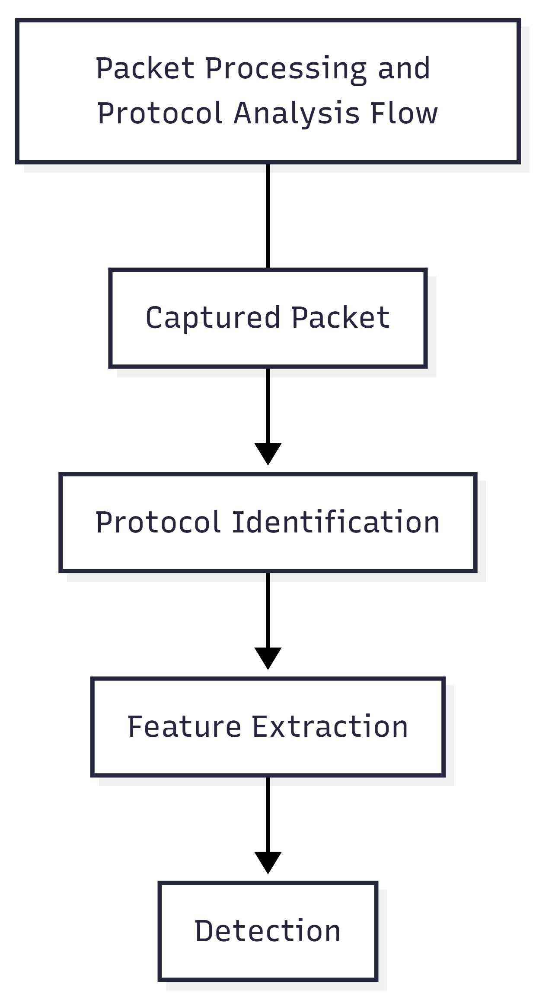 Packet Processing and
Protocol Analysis Flow
Captured Packet
Protocol Identification
Feature Extraction
Detection